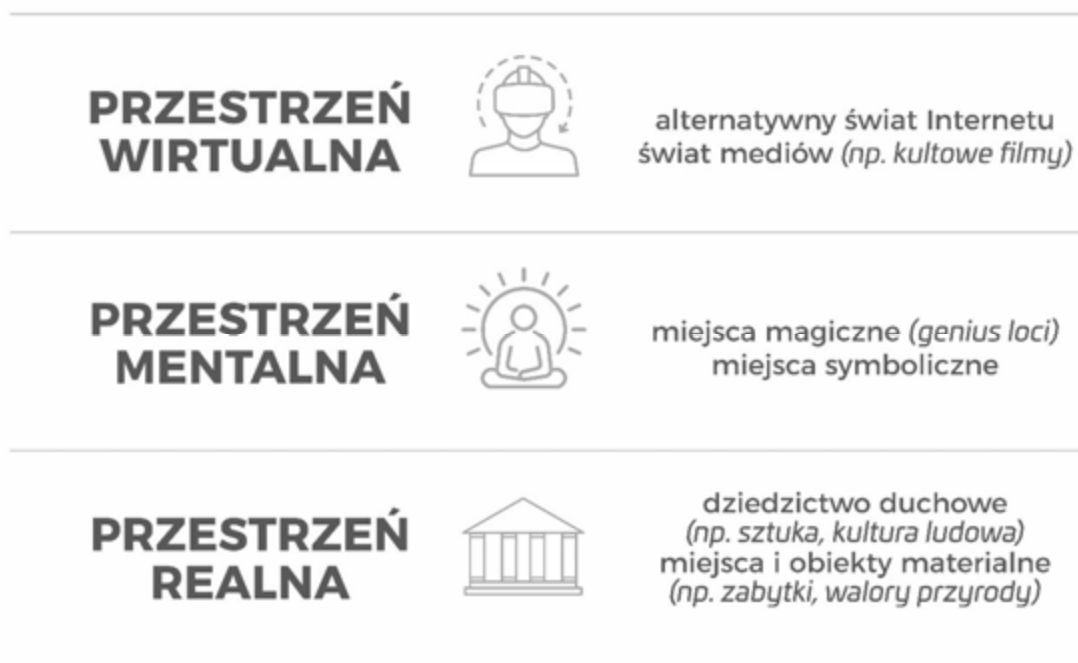 PRZESTRZEŃ
WIRTUALNA
alternatywny świat Internetu
świat mediów (np. kultowe filmy)
PRZESTRZEŃ
MENTALNA
miejsca magiczne (genius loci)
miejsca symboliczne
PRZESTRZEŃ
REALNA
dziedzictwo duchowe
(np. sztuka, kultura ludowa)
miejsca i obiekty materialne
(np. zabytki, walory przyrody)